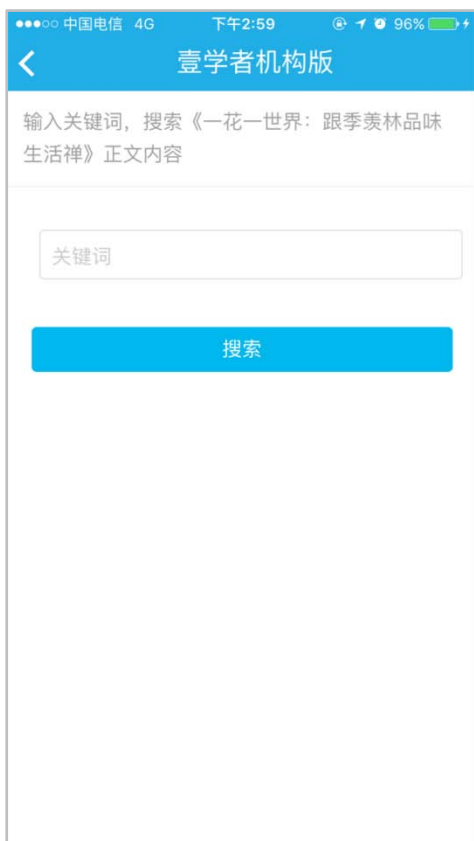 中国电信 4G 下午2:59 96%
壹学者机构版
输入关键词，搜索《一花一世界：跟季羡林品味
生活禅》正文内容
关键词
搜索